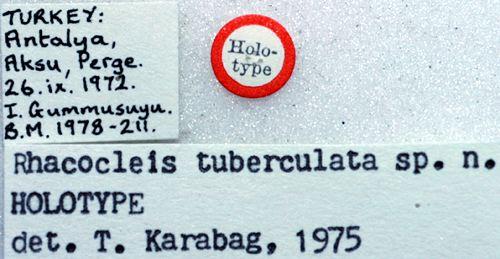 TURKEY:
Antalya,
Aksu, Perge.
26.ix.1972.
I. Gummusuyu.
B.M. 1978-211.
Holo-
type
Rhacocleis tuberculata sp. n.
HOLOTYPE
det. T. Karabag, 1975